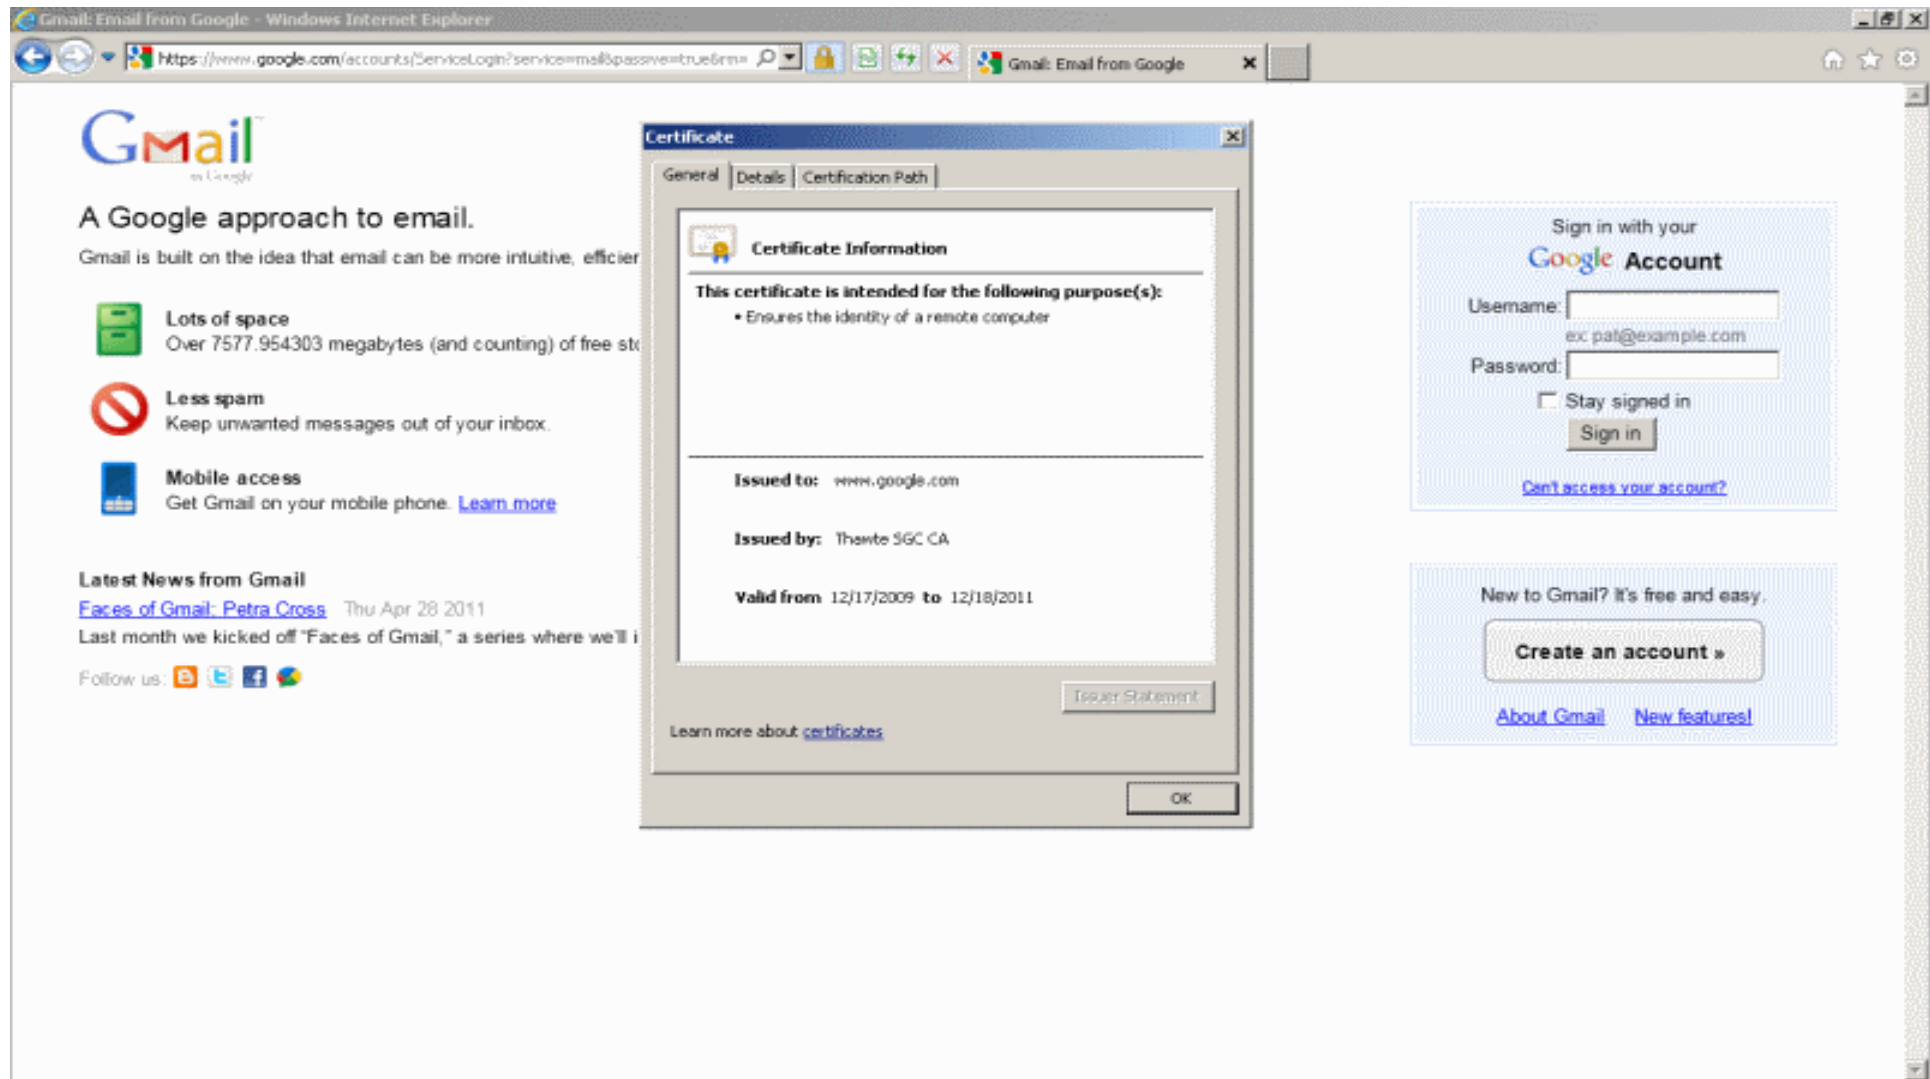 Gmail: Email from Google - Windows Internet Explorer
https://www.google.com/accounts/ServiceLogin?service=mail&passive=true&rm=
Gmail: Email from Google
Gmail
by Google
A Google approach to email.
Gmail is built on the idea that email can be more intuitive, efficien
Lots of space
Over 7577.954303 megabytes (and counting) of free sto
Less spam
Keep unwanted messages out of your inbox.
Mobile access
Get Gmail on your mobile phone. Learn more
Latest News from Gmail
Faces of Gmail: Petra Cross Thu Apr 28 2011
Last month we kicked off "Faces of Gmail," a series where we'll i
Follow us:
Certificate
General Details Certification Path
Certificate Information
This certificate is intended for the following purpose(s):
• Ensures the identity of a remote computer
Issued to: www.google.com
Issued by: Thawte SGC CA
Valid from 12/17/2009 to 12/18/2011
Issuer Statement
Learn more about certificates
OK
Sign in with your
Google Account
Username:
ex: pat@example.com
Password:
Stay signed in
Sign in
Can't access your account?
New to Gmail? It's free and easy.
Create an account »
About Gmail New features!